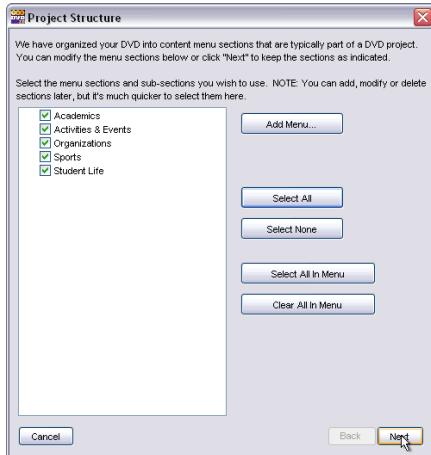 Project Structure
We have organized your DVD into content menu sections that are typically part of a DVD project.
You can modify the menu sections below or click "Next" to keep the sections as indicated.
Select the menu sections and sub-sections you wish to use. NOTE: You can add, modify or delete
sections later, but it's much quicker to select them here.
Academics
Activities & Events
Organizations
Sports
Student Life
Add Menu...
Select All
Select None
Select All In Menu
Clear All In Menu
Cancel
Back
Next